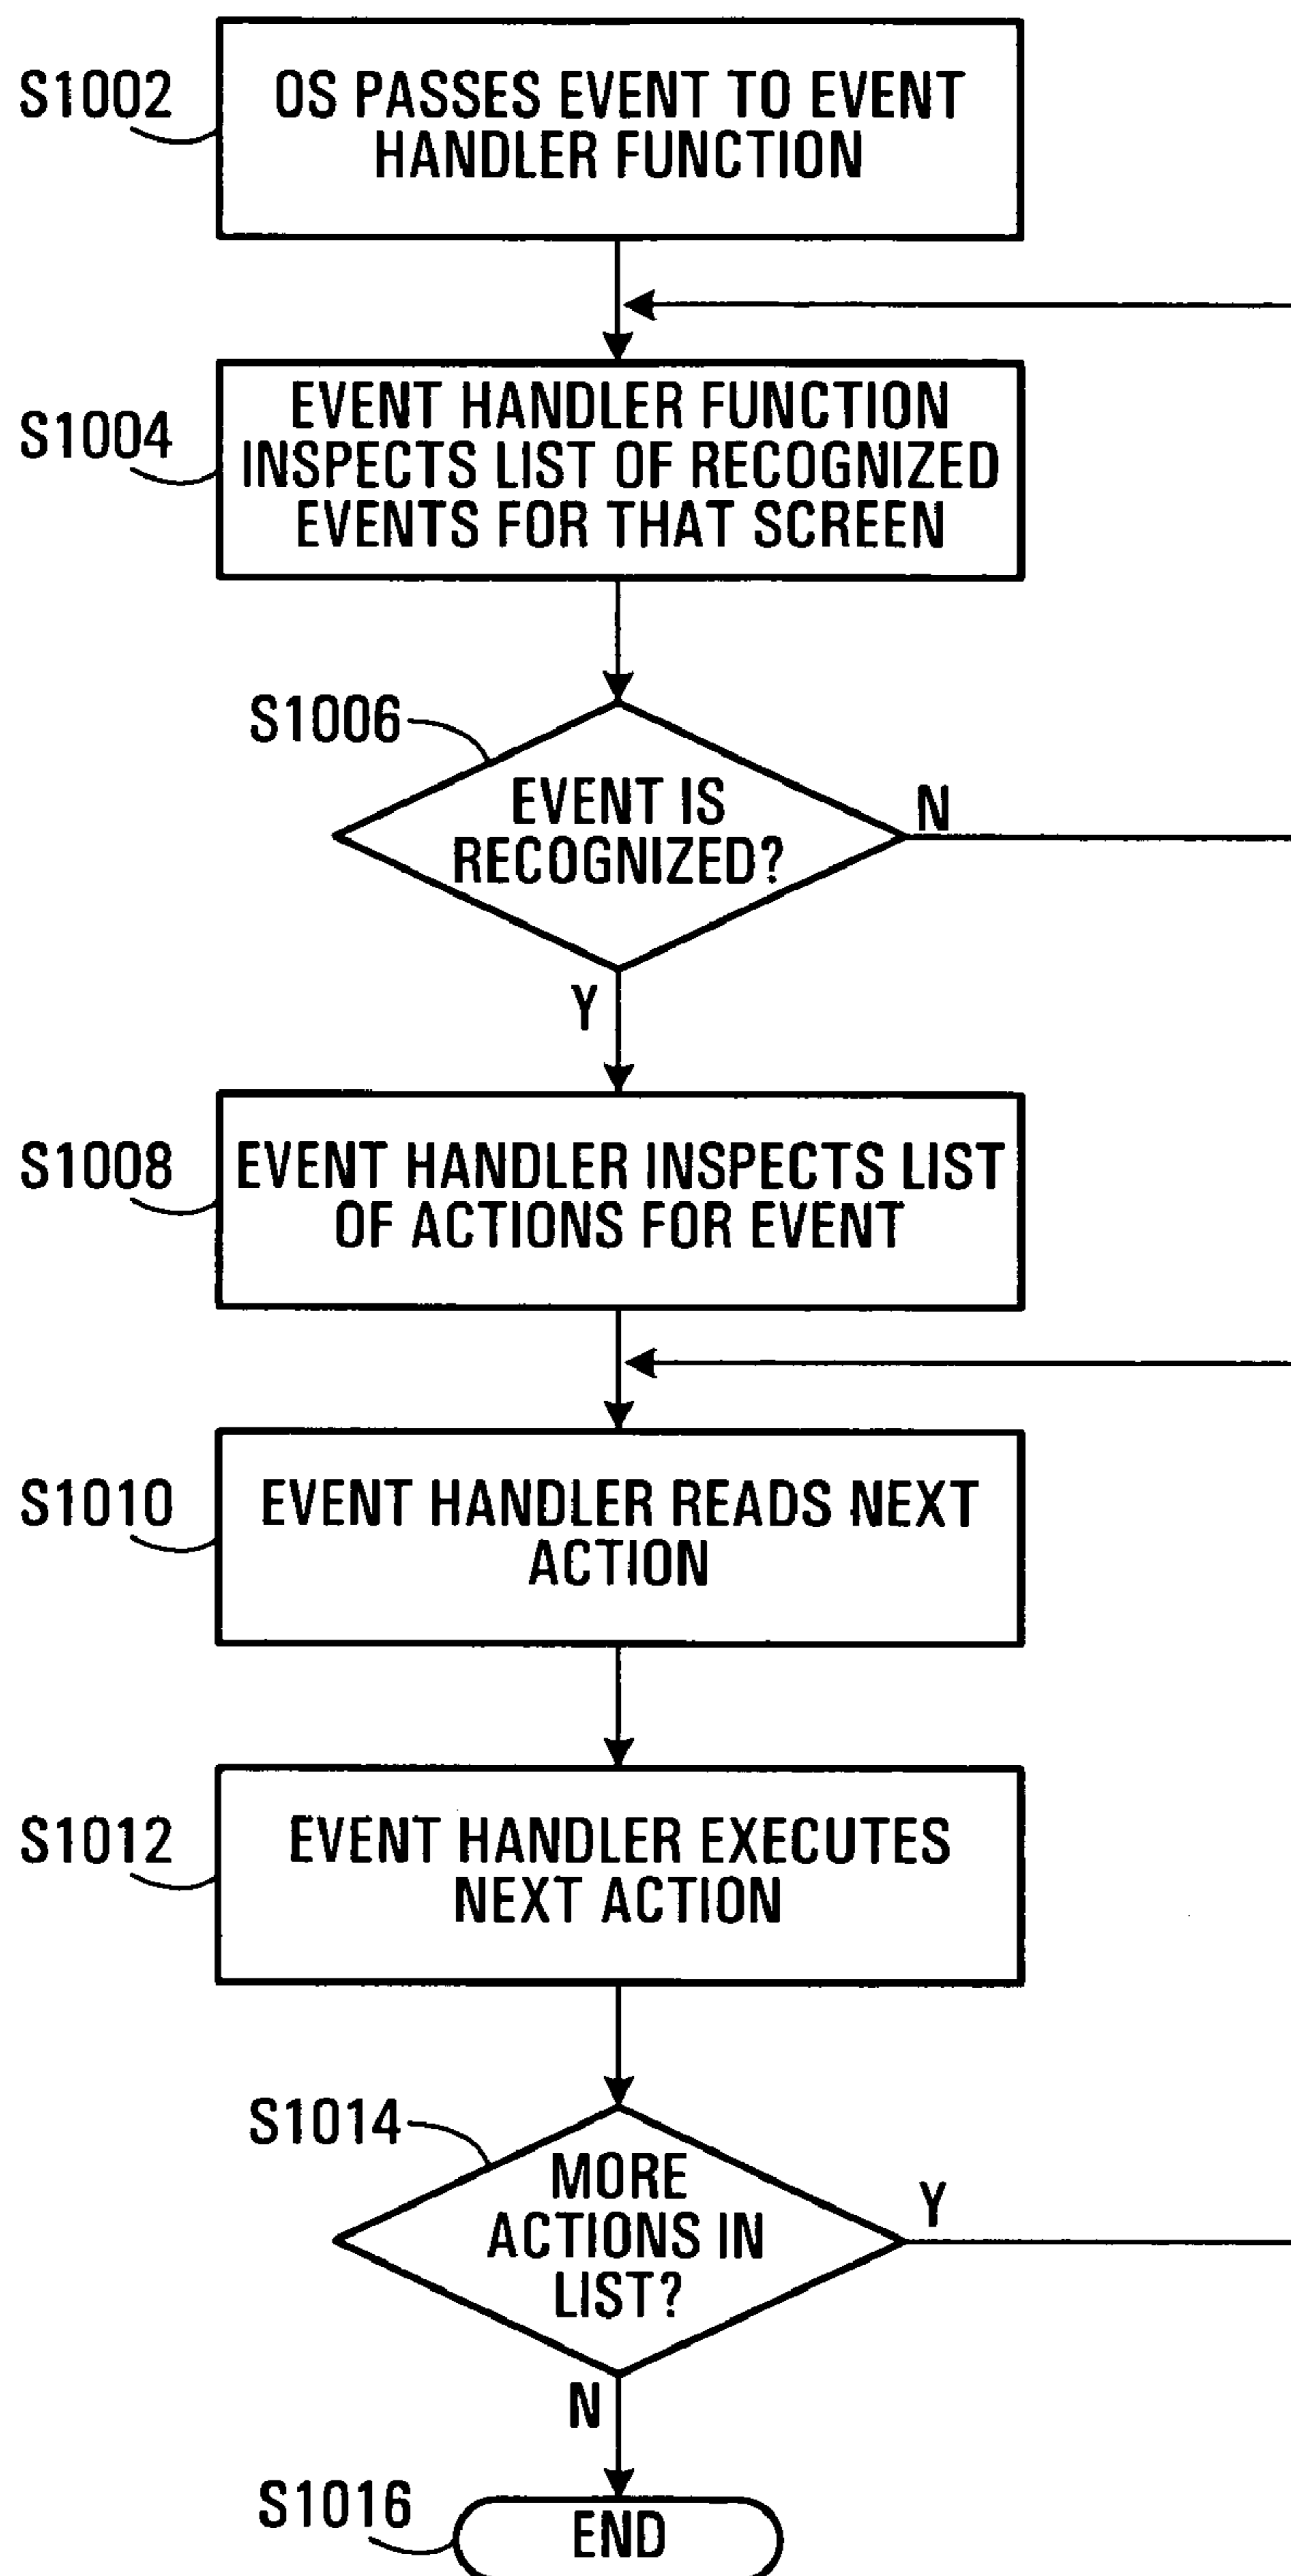 S1002
OS PASSES EVENT TO EVENT
HANDLER FUNCTION
S1004
EVENT HANDLER FUNCTION
INSPECTS LIST OF RECOGNIZED
EVENTS FOR THAT SCREEN
S1006
EVENT IS
RECOGNIZED?
N
Y
S1008
EVENT HANDLER INSPECTS LIST
OF ACTIONS FOR EVENT
S1010
EVENT HANDLER READS NEXT
ACTION
S1012
EVENT HANDLER EXECUTES
NEXT ACTION
S1014
MORE
ACTIONS IN
LIST?
Y
N
S1016
END